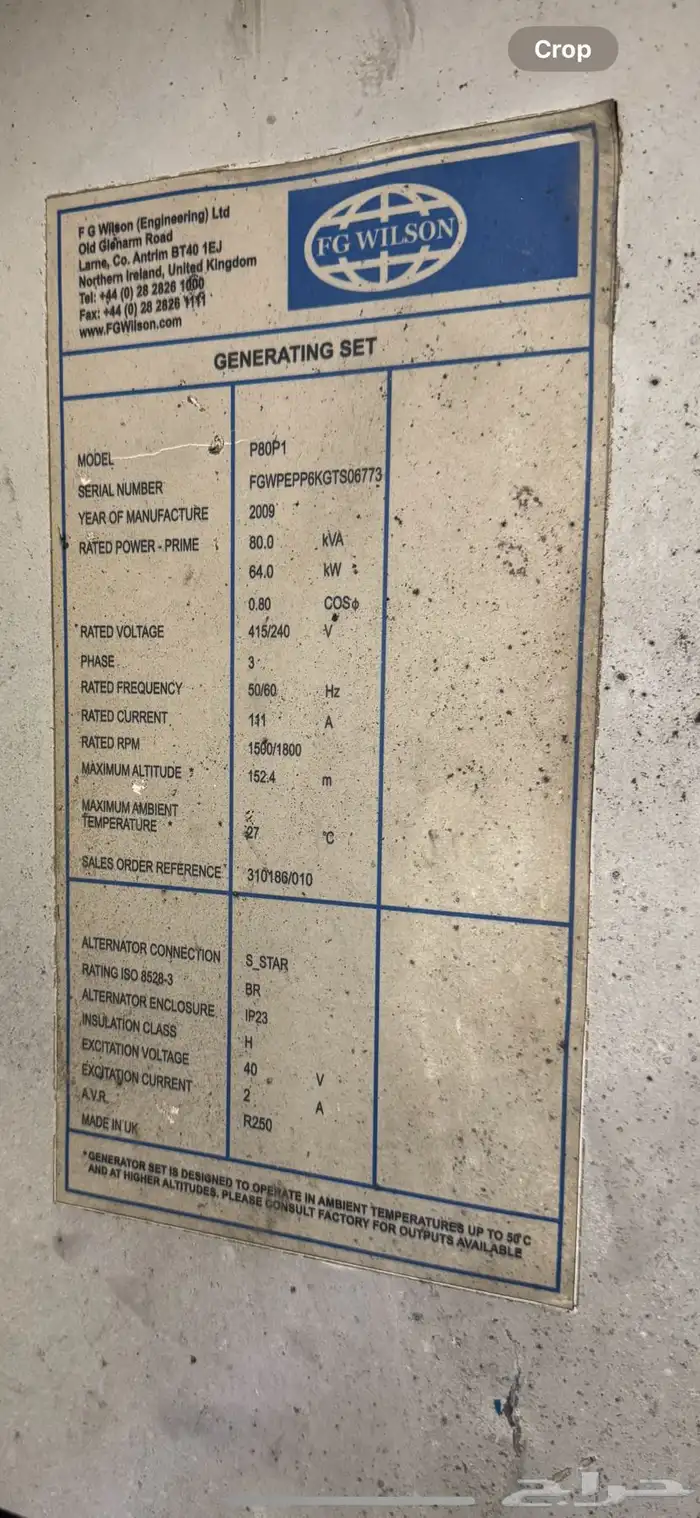 Crop
F G Wilson (Engineering) Ltd
Old Glenarm Road
Larne, Co. Antrim BT40 1EJ
Northern Ireland, United Kingdom
Tel: +44 (0) 28 2826 1000
Fax: +44 (0) 28 2826 1111
www.FGWilson.com
FG WILSON
GENERATING SET
MODEL P80P1
SERIAL NUMBER FGWPEPP6KGTS06773
YEAR OF MANUFACTURE 2009
RATED POWER - PRIME 80.0 kVA
64.0 kW
0.80 COSϕ
RATED VOLTAGE 415/240 V
PHASE 3
RATED FREQUENCY 50/60 Hz
RATED CURRENT 111 A
RATED RPM 1500/1800
MAXIMUM ALTITUDE * 152.4 m
MAXIMUM AMBIENT
TEMPERATURE * 27 °C
SALES ORDER REFERENCE 310186/010
ALTERNATOR CONNECTION S_STAR
RATING ISO 8528-3 BR
ALTERNATOR ENCLOSURE IP23
INSULATION CLASS H
EXCITATION VOLTAGE 40 V
EXCITATION CURRENT 2 A
A.V.R. R250
MADE IN UK
*GENERATOR SET IS DESIGNED TO OPERATE IN AMBIENT TEMPERATURES UP TO 50°C
AND AT HIGHER ALTITUDES. PLEASE CONSULT FACTORY FOR OUTPUTS AVAILABLE
حراج